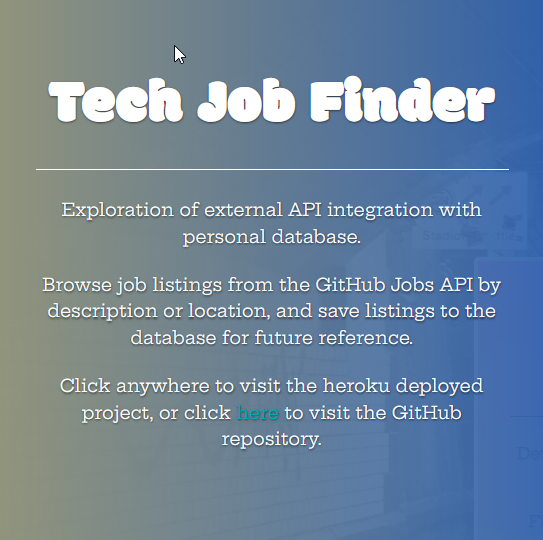 Tech Job Finder
Exploration of external API integration with
personal database.
Browse job listings from the GitHub Jobs API by
description or location, and save listings to the
database for future reference.
Click anywhere to visit the heroku deployed
project, or click here to visit the GitHub
repository.